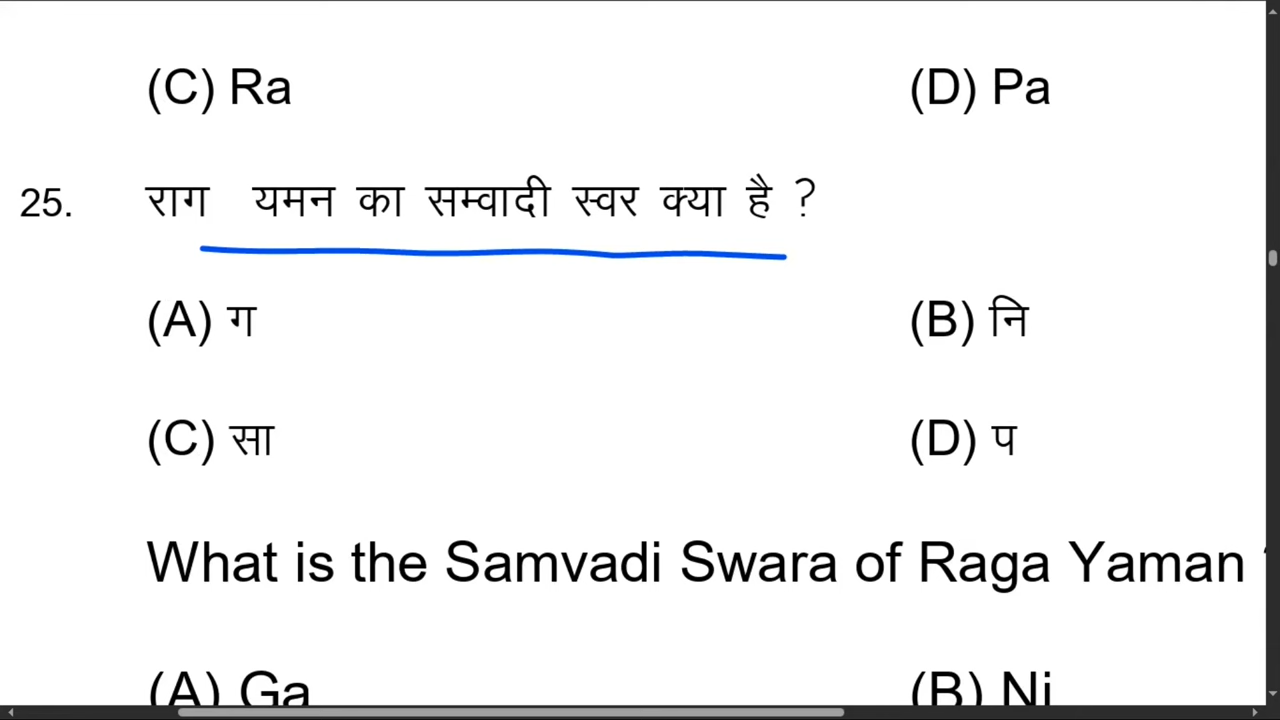 (C) Ra (D) Pa
25. राग यमन का सम्वादी स्वर क्या है ?
(A) ग (B) नि
(C) सा (D) प
What is the Samvadi Swara of Raga Yaman
(A) Ga (B) Ni